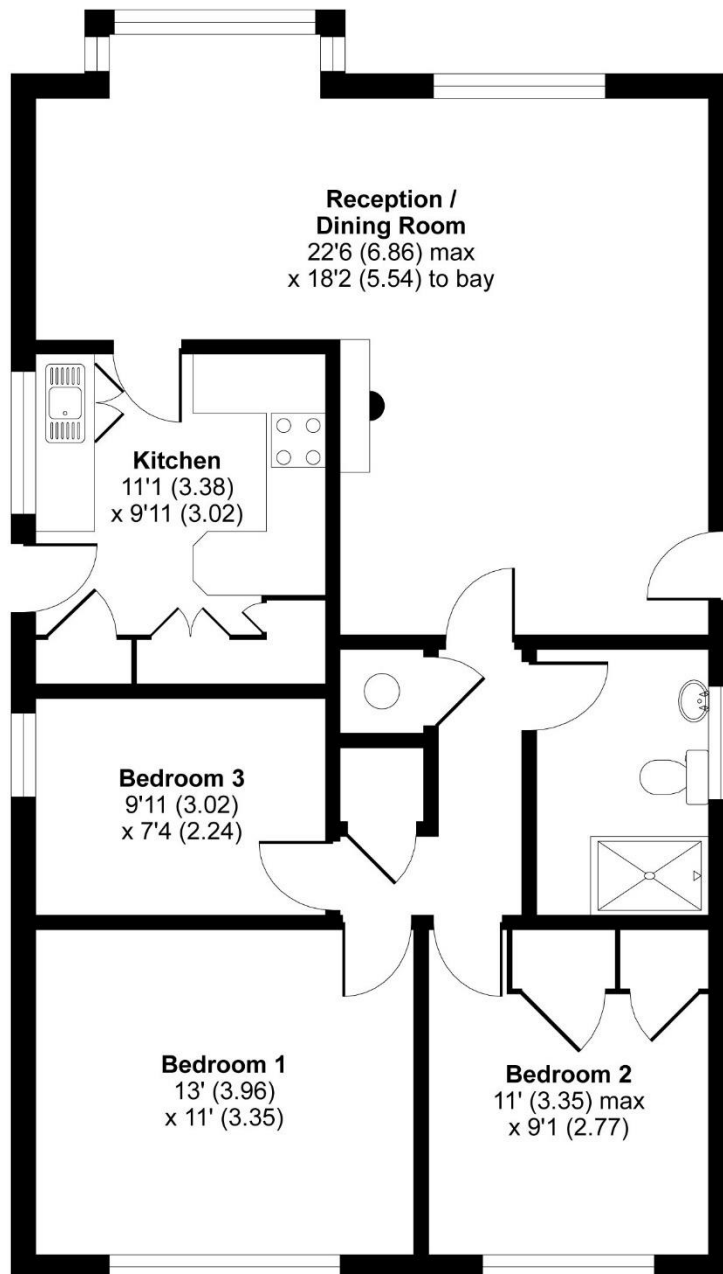 Reception /
Dining Room
22'6 (6.86) max
x 18'2 (5.54) to bay
Kitchen
11'1 (3.38)
x 9'11 (3.02)
Bedroom 3
9'11 (3.02)
x 7'4 (2.24)
Bedroom 1
13' (3.96)
x 11' (3.35)
Bedroom 2
11' (3.35) max
x 9'1 (2.77)